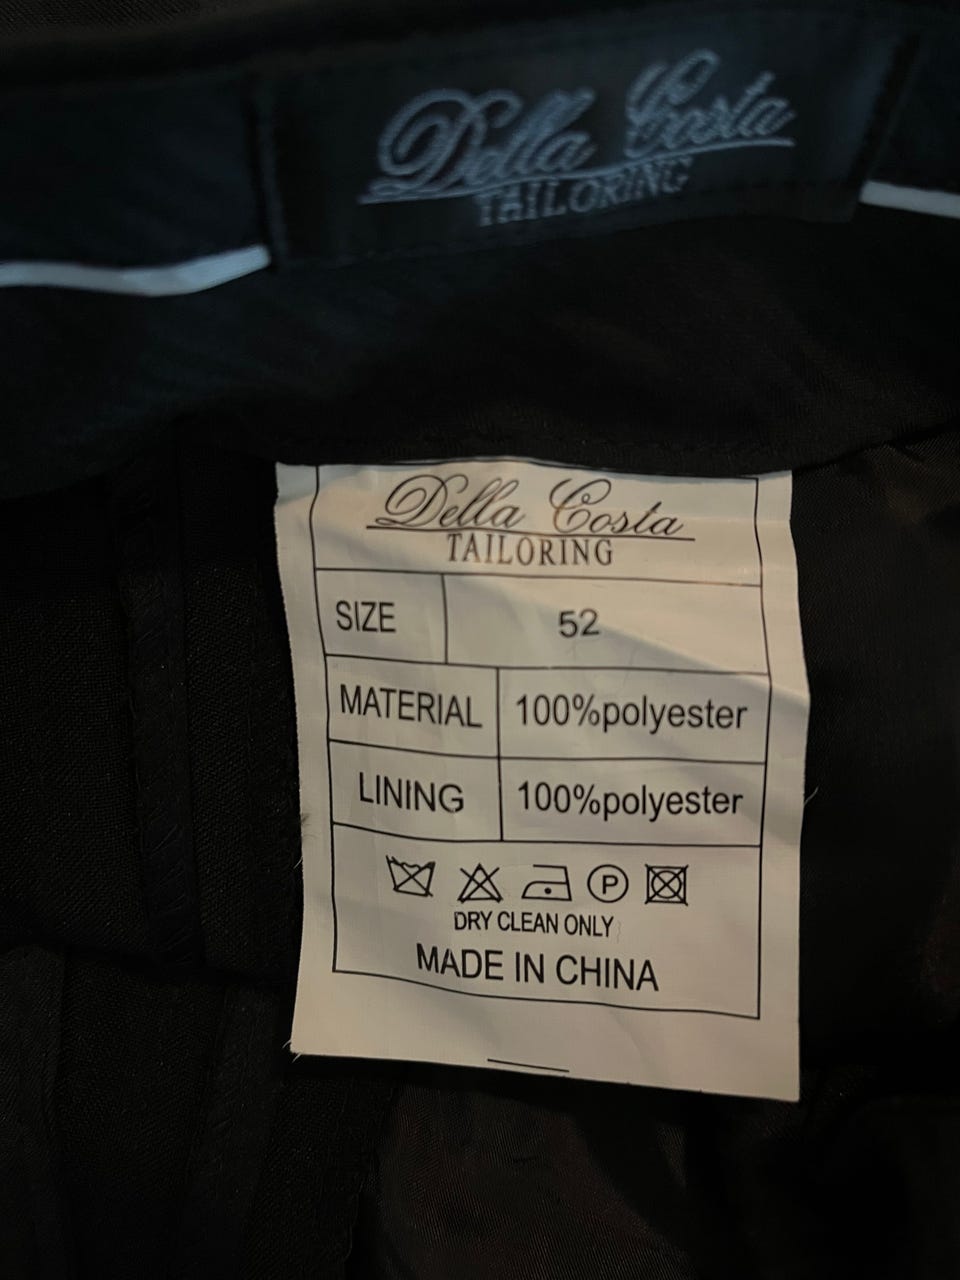 Della Costa
TAILORING
Della Costa
TAILORING
SIZE 52
MATERIAL 100%polyester
LINING 100%polyester
P
DRY CLEAN ONLY
MADE IN CHINA